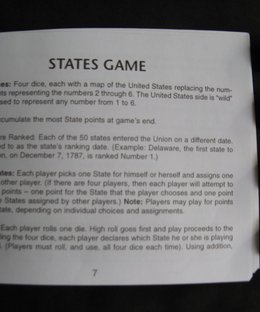 STATES GAME
es: Four dice, each with a map of the United States replacing the num-
ts representing the numbers 2 through 6. The United States side is "wild"
sed to represent any number from 1 to 6.
cumulate the most State points at game's end.
re Ranked: Each of the 50 states entered the Union on a different date.
ed to as the state's ranking date. (Example: Delaware, the first state to
on, on December 7, 1787, is ranked Number 1.)
ates: Each player picks one State for himself or herself and assigns one
other player. (if there are four players, then each player will attempt to
points – one point for the State that the player chooses and one point
e States assigned by other players.) Note: Players may play for points
tate, depending on individual choices and assignments.
Each player rolls one die. High roll goes first and play proceeds to the
ing the four dice, each player declares which State he or she is playing
. (Players must roll, and use, all four dice each time). Using addition,
7